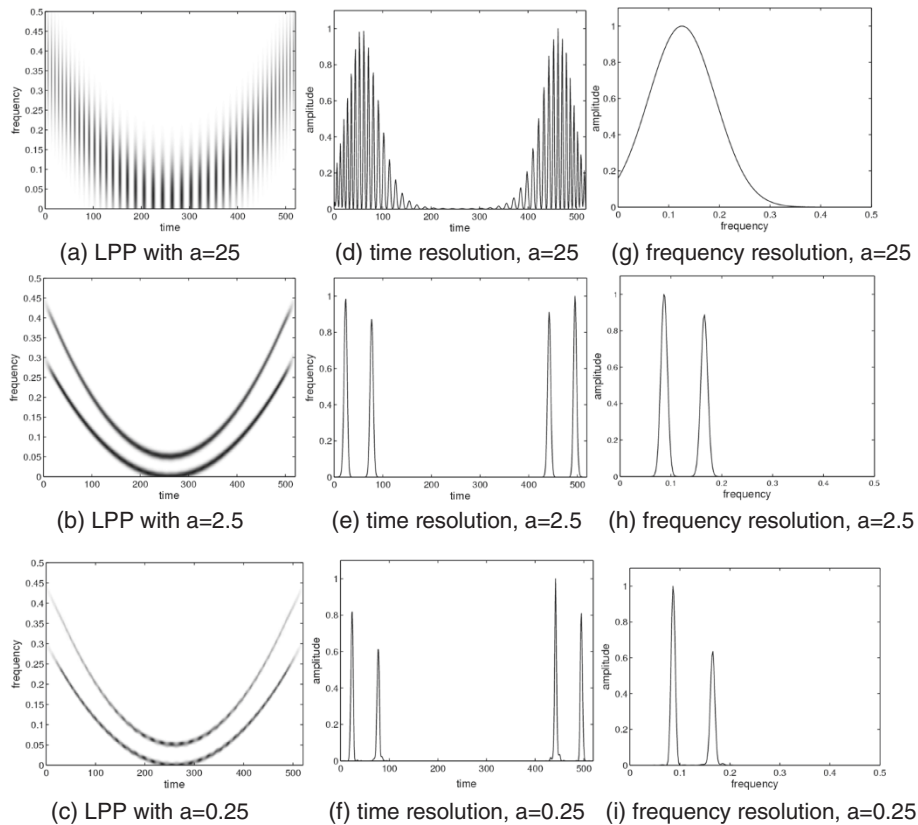 0.5
0.45
0.4
0.35
0.3
0.25
0.2
0.15
0.1
0.05
0
frequency
0 100 200 300 400 500
time
(a) LPP with a=25
1
0.8
0.6
0.4
0.2
0
amplitude
0 100 200 300 400 500
time
(d) time resolution, a=25
1
0.8
0.6
0.4
0.2
0
amplitude
0 0.1 0.2 0.3 0.4 0.5
frequency
(g) frequency resolution, a=25
0.5
0.45
0.4
0.35
0.3
0.25
0.2
0.15
0.1
0.05
0
frequency
0 100 200 300 400 500
time
(b) LPP with a=2.5
1
0.8
0.6
0.4
0.2
0
frequency
0 100 200 300 400 500
time
(e) time resolution, a=2.5
1
0.8
0.6
0.4
0.2
0
amplitude
0 0.1 0.2 0.3 0.4 0.5
frequency
(h) frequency resolution, a=2.5
0.5
0.45
0.4
0.35
0.3
0.25
0.2
0.15
0.1
0.05
0
frequency
0 100 200 300 400 500
time
(c) LPP with a=0.25
1
0.8
0.6
0.4
0.2
0
amplitude
0 100 200 300 400 500
time
(f) time resolution, a=0.25
1
0.8
0.6
0.4
0.2
0
amplitude
0 0.1 0.2 0.3 0.4 0.5
frequency
(i) frequency resolution, a=0.25